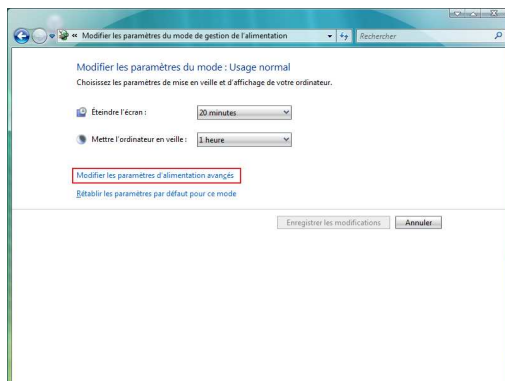 « Modifier les paramètres du mode de gestion de l'alimentation
Rechercher
Modifier les paramètres du mode : Usage normal
Choisissez les paramètres de mise en veille et d'affichage de votre ordinateur.
Éteindre l'écran :
20 minutes
Mettre l'ordinateur en veille :
1 heure
Modifier les paramètres d'alimentation avancés
Rétablir les paramètres par défaut pour ce mode
Enregistrer les modifications
Annuler